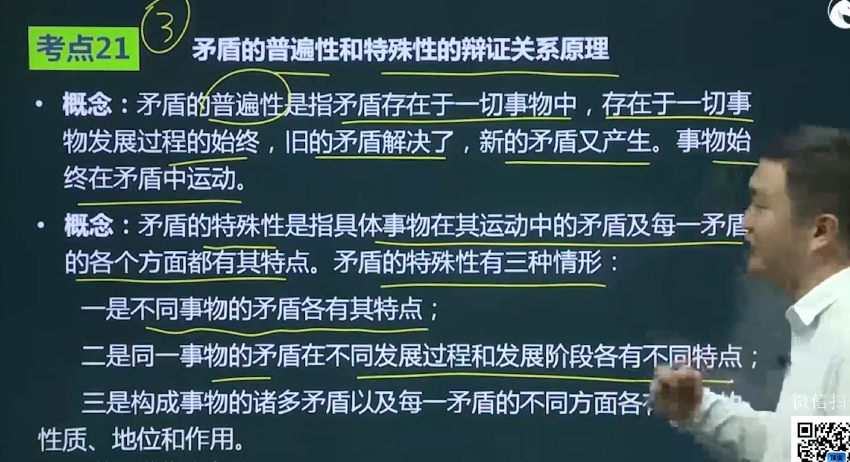 考点21 ③ 矛盾的普遍性和特殊性的辩证关系原理
• 概念：矛盾的普遍性是指矛盾存在于一切事物中，存在于一切事
物发展过程的始终，旧的矛盾解决了，新的矛盾又产生。事物始
终在矛盾中运动。
• 概念：矛盾的特殊性是指具体事物在其运动中的矛盾及每一矛盾
的各个方面都有其特点。矛盾的特殊性有三种情形：
一是不同事物的矛盾各有其特点；
二是同一事物的矛盾在不同发展过程和发展阶段各有不同特点；
三是构成事物的诸多矛盾以及每一矛盾的不同方面各有
性质、地位和作用。
微信扫